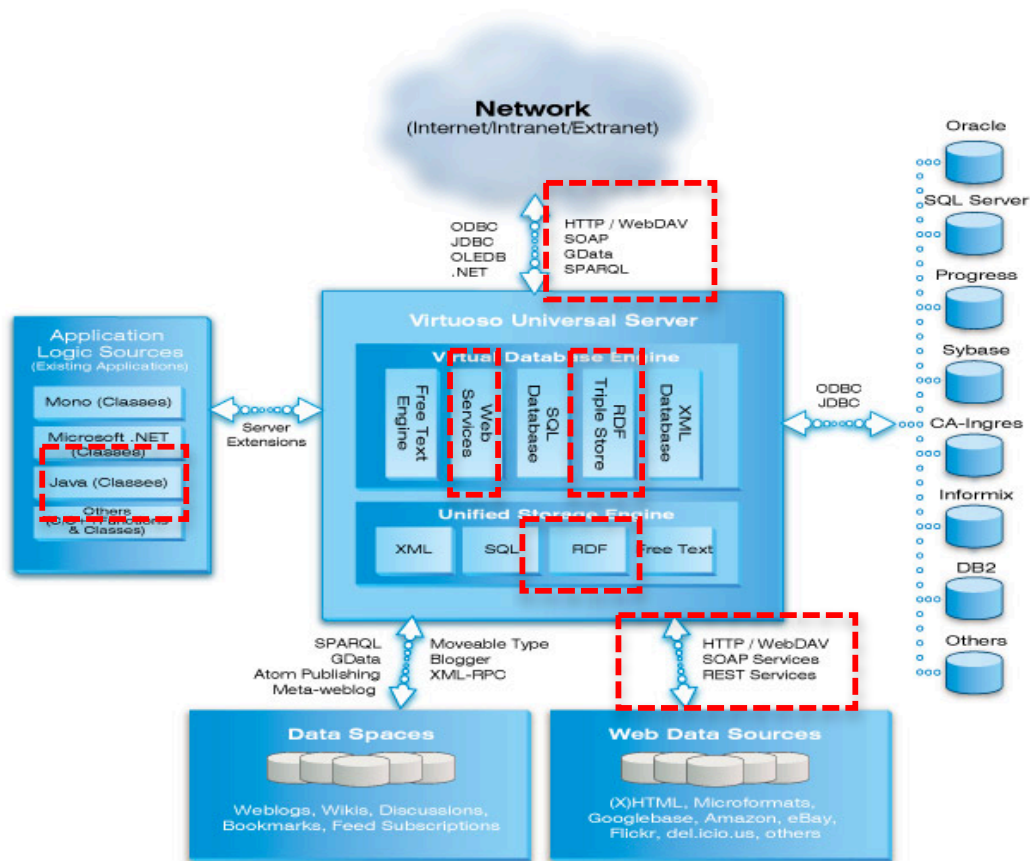 Network
(Internet/Intranet/Extranet)
ODBC
JDBC
OLEDB
.NET
HTTP / WebDAV
SOAP
GData
SPARQL
Oracle
SQL Server
Progress
Sybase
CA-Ingres
Informix
DB2
Others
Application
Logic Sources
(Existing Applications)
Mono (Classes)
Microsoft .NET
(Classes)
Java (Classes)
Others
& Classes)
Server
Extensions
Virtuoso Universal Server
Virtual Database Engine
Free Text
Engine
Web
Services
SQL
Database
RDF
Triple Store
XML
Database
Unified Storage Engine
XML
SQL
RDF
Free Text
ODBC
JDBC
SPARQL
GData
Atom Publishing
Meta-weblog
Moveable Type
Blogger
XML-RPC
HTTP / WebDAV
SOAP Services
REST Services
Data Spaces
Weblogs, Wikis, Discussions,
Bookmarks, Feed Subscriptions
Web Data Sources
(X)HTML, Microformats,
Googlebase, Amazon, eBay,
Flickr, del.icio.us, others